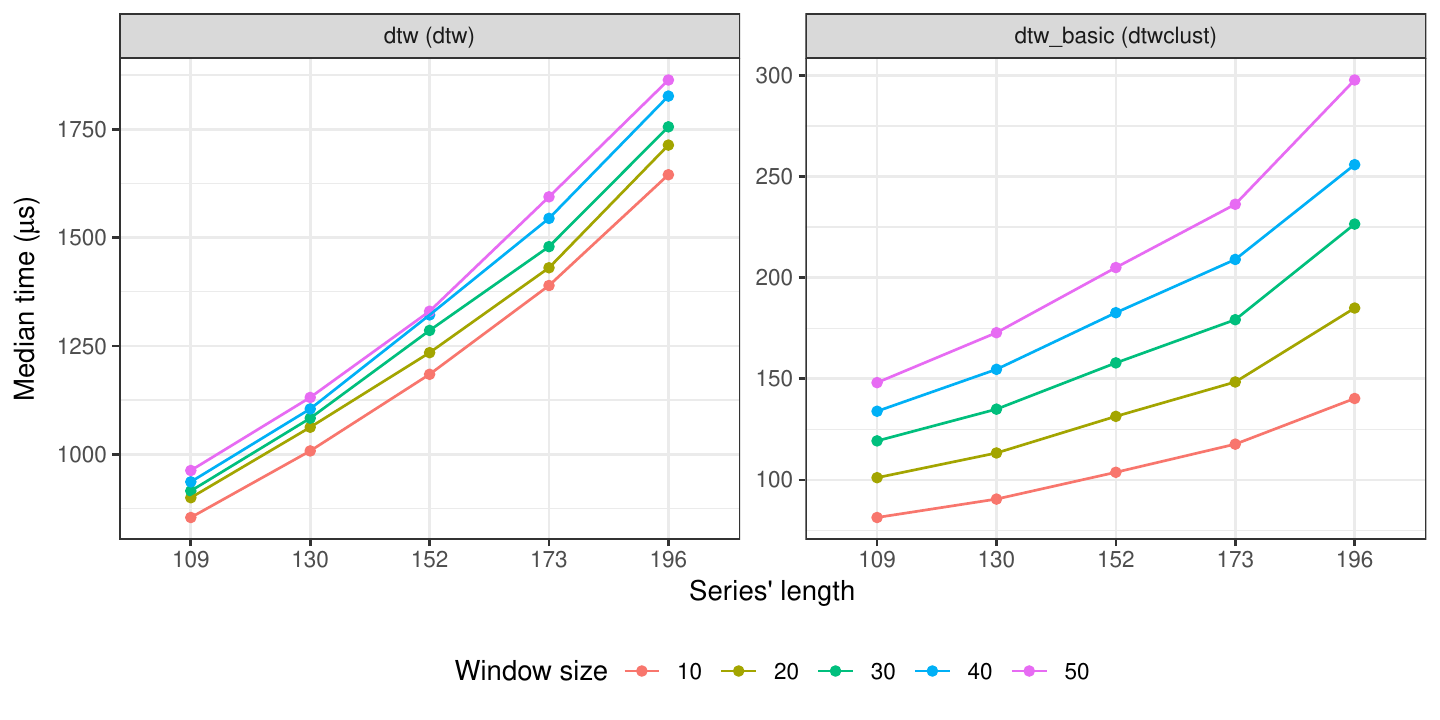 dtw (dtw)
dtw_basic (dtwclust)
Median time (µs)
1750
1500
1250
1000
300
250
200
150
100
109 130 152 173 196
109 130 152 173 196
Series' length
Window size 10 20 30 40 50